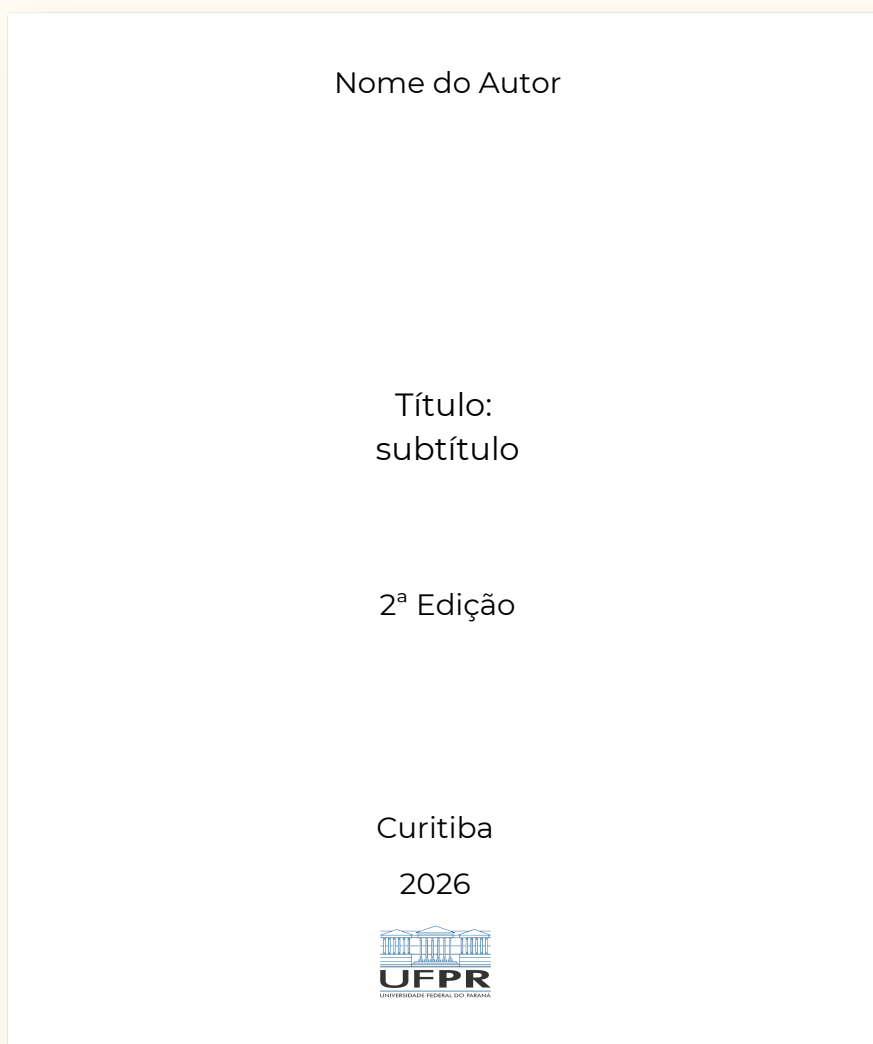 Nome do Autor
Título:
subtítulo
2ª Edição
Curitiba
2026
UFPR
UNIVERSIDADE FEDERAL DO PARANÁ